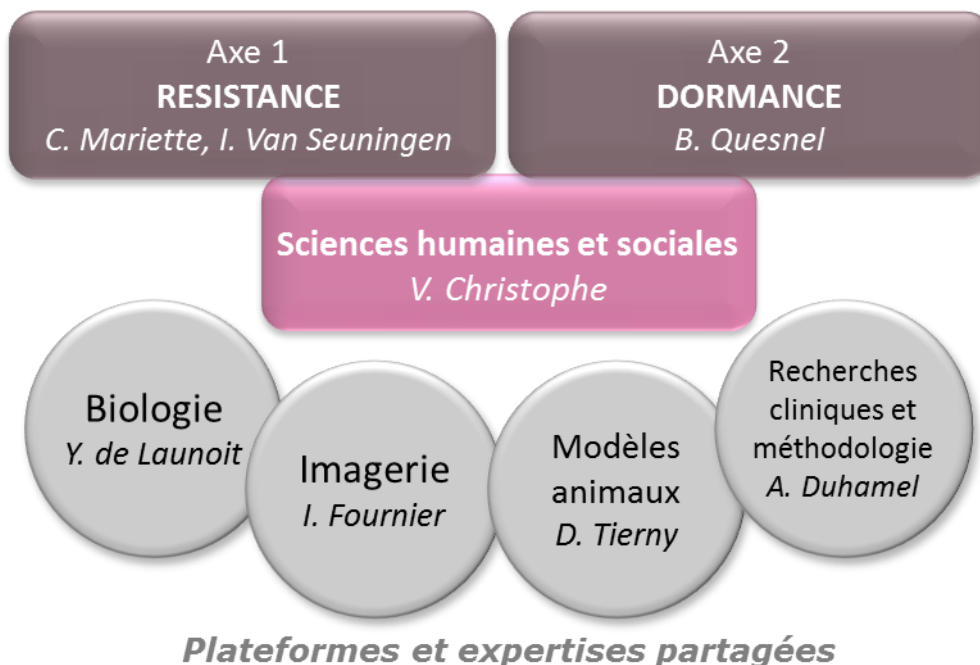 Axe 1
RESISTANCE
C. Mariette, I. Van Seuningen
Axe 2
DORMANCE
B. Quesnel
Sciences humaines et sociales
V. Christophe
Biologie
Y. de Launoit
Imagerie
I. Fournier
Modèles
animaux
D. Tierny
Recherches
cliniques et
méthodologie
A. Duhamel
Plateformes et expertises partagées